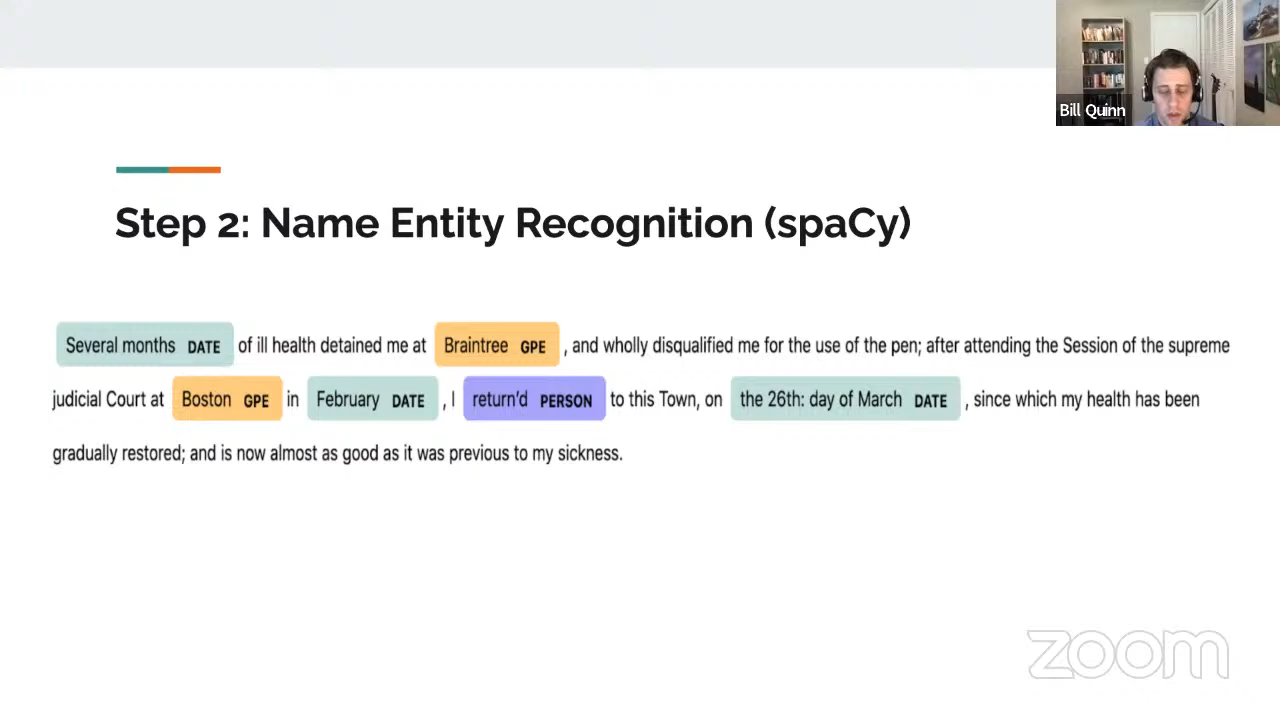 Bill Quinn
Step 2: Name Entity Recognition (spaCy)
Several months DATE of ill health detained me at Braintree GPE , and wholly disqualified me for the use of the pen; after attending the Session of the supreme
judicial Court at Boston GPE in February DATE , I return'd PERSON to this Town, on the 26th: day of March DATE , since which my health has been
gradually restored; and is now almost as good as it was previous to my sickness.
zoom